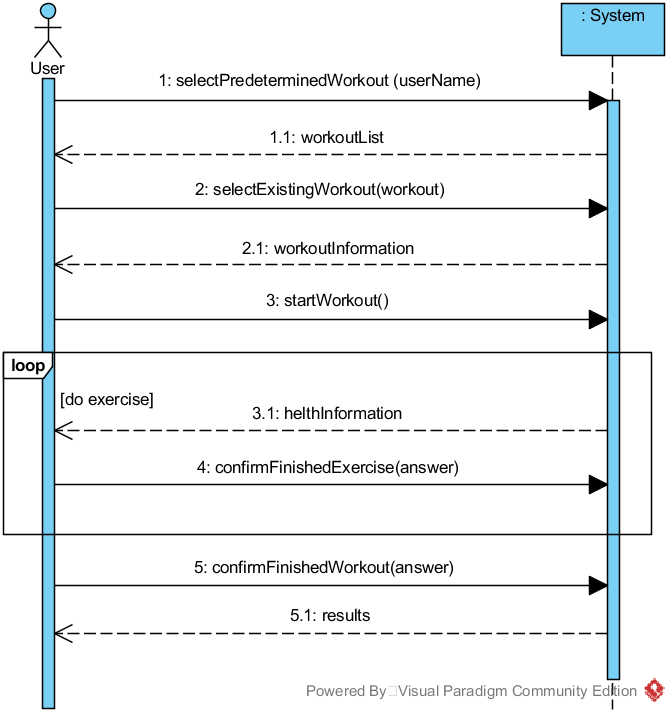 : System
User
1: selectPredeterminedWorkout (userName)
1.1: workoutList
2: selectExistingWorkout(workout)
2.1: workoutInformation
3: startWorkout()
loop
[do exercise]
3.1: helthInformation
4: confirmFinishedExercise(answer)
5: confirmFinishedWorkout(answer)
5.1: results
Powered By Visual Paradigm Community Edition